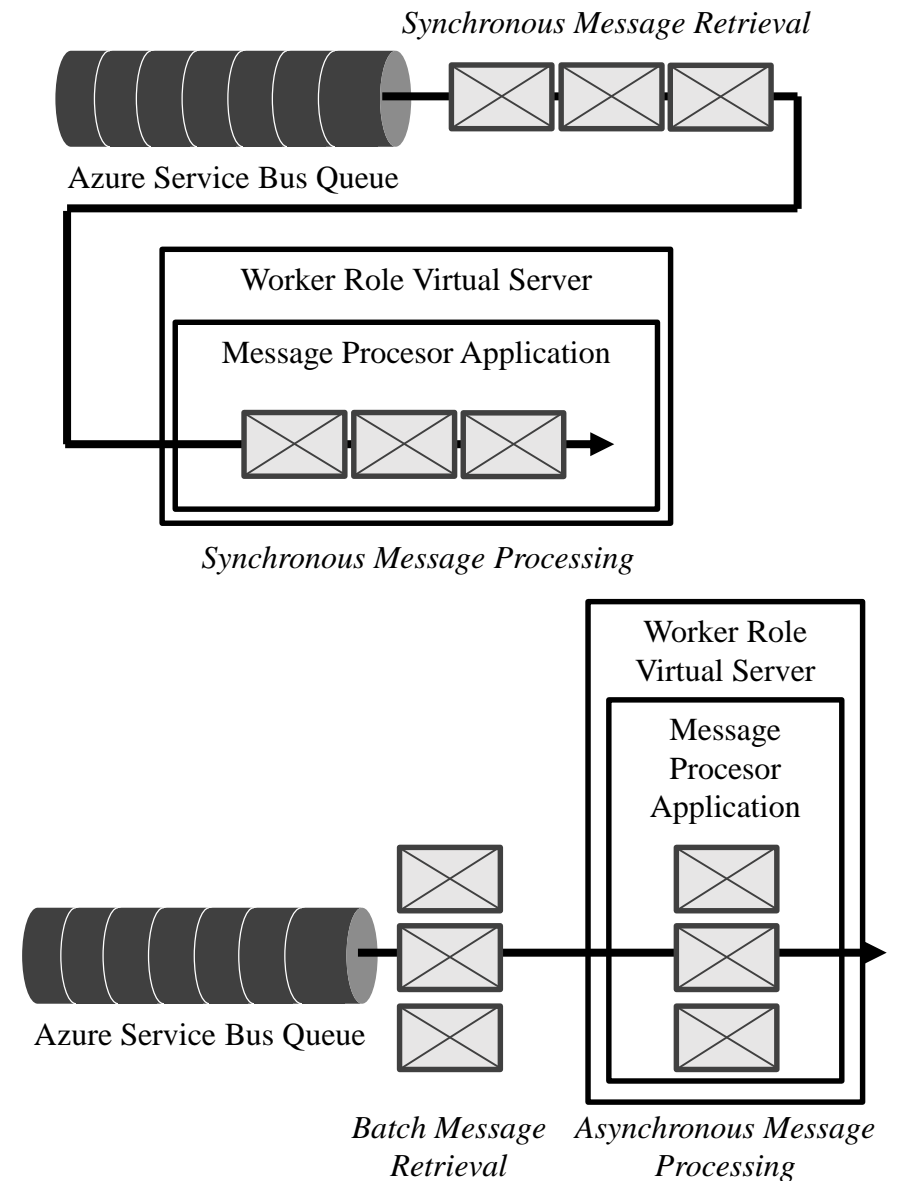 Synchronous Message Retrieval
Azure Service Bus Queue
Worker Role Virtual Server
Message Procesor Application
Synchronous Message Processing
Worker Role
Virtual Server
Message
Procesor
Application
Azure Service Bus Queue
Batch Message
Retrieval
Asynchronous Message
Processing